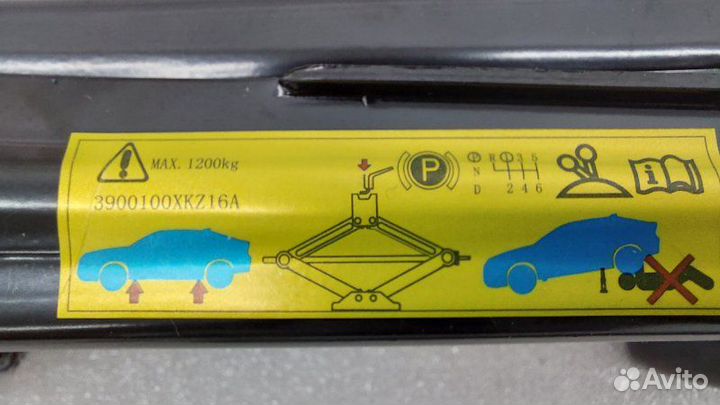 MAX. 1200kg
3900100XKZ16A
P
P R 1 3 5
N
D 2 4 6
i
Avito